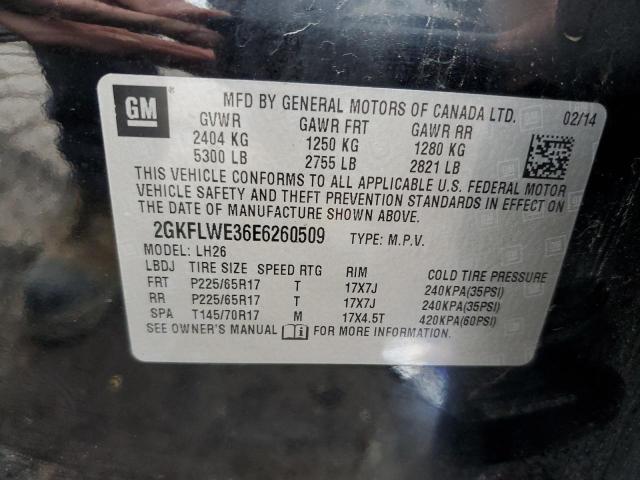 GM
MFD BY GENERAL MOTORS OF CANADA LTD. 02/14
GVWR GAWR FRT GAWR RR
2404 KG 1250 KG 1280 KG
5300 LB 2755 LB 2821 LB
THIS VEHICLE CONFORMS TO ALL APPLICABLE U.S. FEDERAL MOTOR
VEHICLE SAFETY AND THEFT PREVENTION STANDARDS IN EFFECT ON THE
DATE OF MANUFACTURE SHOWN ABOVE.
2GKFLWE36E6260509 TYPE: M.P.V.
MODEL: LH26
LBDJ TIRE SIZE SPEED RTG RIM COLD TIRE PRESSURE
FRT P225/65R17 T 17X7J 240KPA(35PSI)
RR P225/65R17 T 17X7J 240KPA(35PSI)
SPA T145/70R17 M 17X4.5T 420KPA(60PSI)
SEE OWNER'S MANUAL FOR MORE INFORMATION.